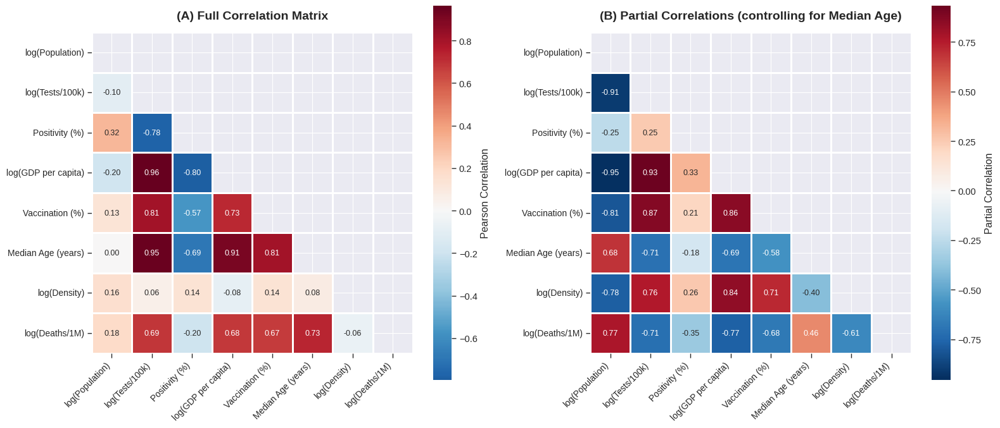 (A) Full Correlation Matrix
log(Population)
log(Tests/100k) -0.10
Positivity (%) 0.32 -0.78
log(GDP per capita) -0.20 0.96 -0.80
Vaccination (%) 0.13 0.81 -0.57 0.73
Median Age (years) 0.00 0.95 -0.69 0.91 0.81
log(Density) 0.16 0.06 0.14 -0.08 0.14 0.08
log(Deaths/1M) 0.18 0.69 -0.20 0.68 0.67 0.73 -0.06
log(Population) log(Tests/100k) Positivity (%) log(GDP per capita) Vaccination (%) Median Age (years) log(Density) log(Deaths/1M)
0.8
0.6
0.4
0.2
0.0
−0.2
−0.4
−0.6
Pearson Correlation
(B) Partial Correlations (controlling for Median Age)
log(Population)
log(Tests/100k) -0.91
Positivity (%) -0.25 0.25
log(GDP per capita) -0.95 0.93 0.33
Vaccination (%) -0.81 0.87 0.21 0.86
Median Age (years) 0.68 -0.71 -0.18 -0.69 -0.58
log(Density) -0.78 0.76 0.26 0.84 0.71 -0.40
log(Deaths/1M) 0.77 -0.71 -0.35 -0.77 -0.68 0.46 -0.61
log(Population) log(Tests/100k) Positivity (%) log(GDP per capita) Vaccination (%) Median Age (years) log(Density) log(Deaths/1M)
0.75
0.50
0.25
0.00
−0.25
−0.50
−0.75
Partial Correlation